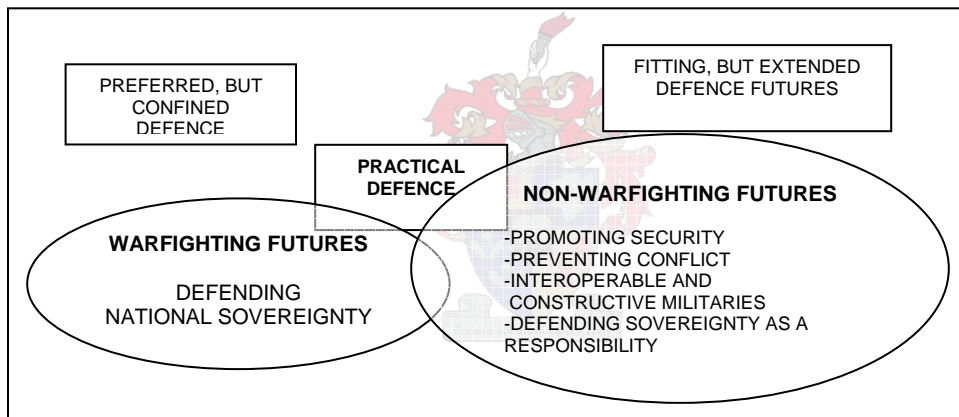 PREFERRED, BUT
CONFINED
DEFENCE
FITTING, BUT EXTENDED
DEFENCE FUTURES
PRACTICAL
DEFENCE
WARFIGHTING FUTURES
DEFENDING
NATIONAL SOVEREIGNTY
NON-WARFIGHTING FUTURES
-PROMOTING SECURITY
-PREVENTING CONFLICT
-INTEROPERABLE AND
CONSTRUCTIVE MILITARIES
-DEFENDING SOVEREIGNTY AS A
RESPONSIBILITY